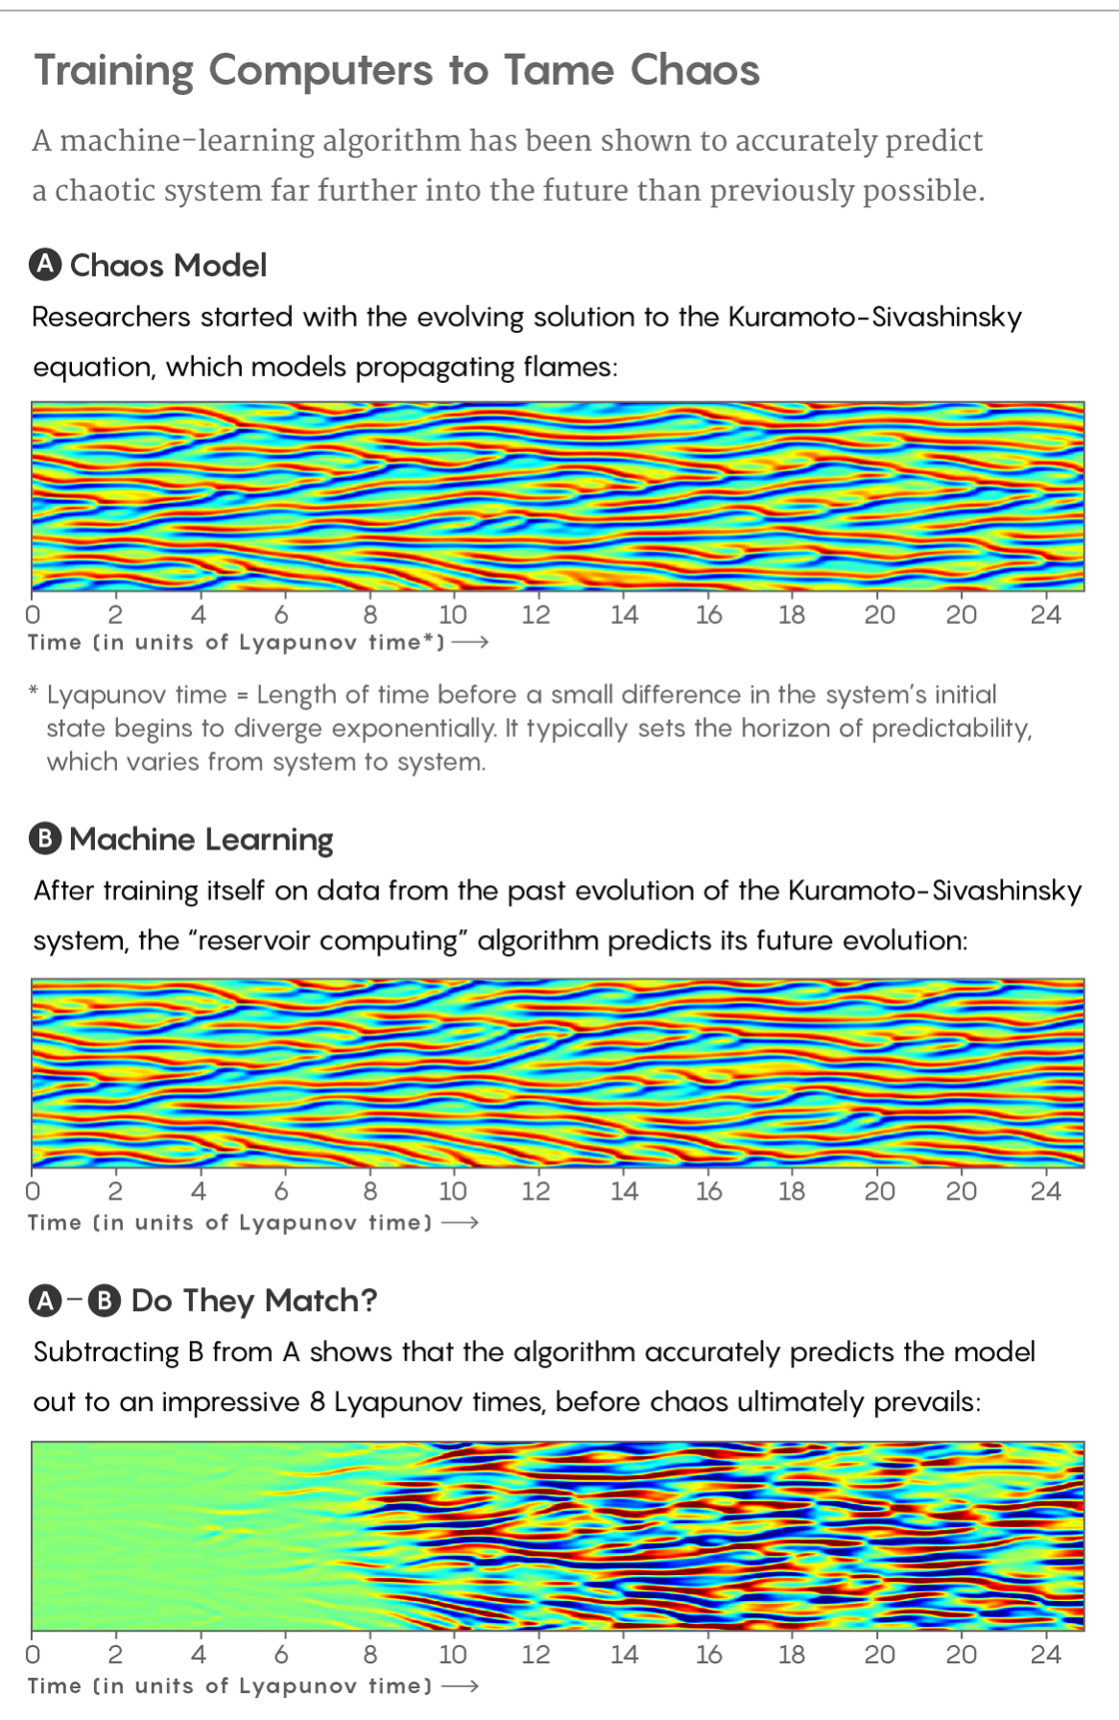 Training Computers to Tame Chaos
A machine-learning algorithm has been shown to accurately predict
a chaotic system far further into the future than previously possible.
A Chaos Model
Researchers started with the evolving solution to the Kuramoto-Sivashinsky
equation, which models propagating flames:
0 2 4 6 8 10 12 14 16 18 20 20 24
Time (in units of Lyapunov time*) →
* Lyapunov time = Length of time before a small difference in the system's initial
state begins to diverge exponentially. It typically sets the horizon of predictability,
which varies from system to system.
B Machine Learning
After training itself on data from the past evolution of the Kuramoto-Sivashinsky
system, the “reservoir computing” algorithm predicts its future evolution:
0 2 4 6 8 10 12 14 16 18 20 20 24
Time (in units of Lyapunov time) →
A – B Do They Match?
Subtracting B from A shows that the algorithm accurately predicts the model
out to an impressive 8 Lyapunov times, before chaos ultimately prevails:
0 2 4 6 8 10 12 14 16 18 20 20 24
Time (in units of Lyapunov time) →